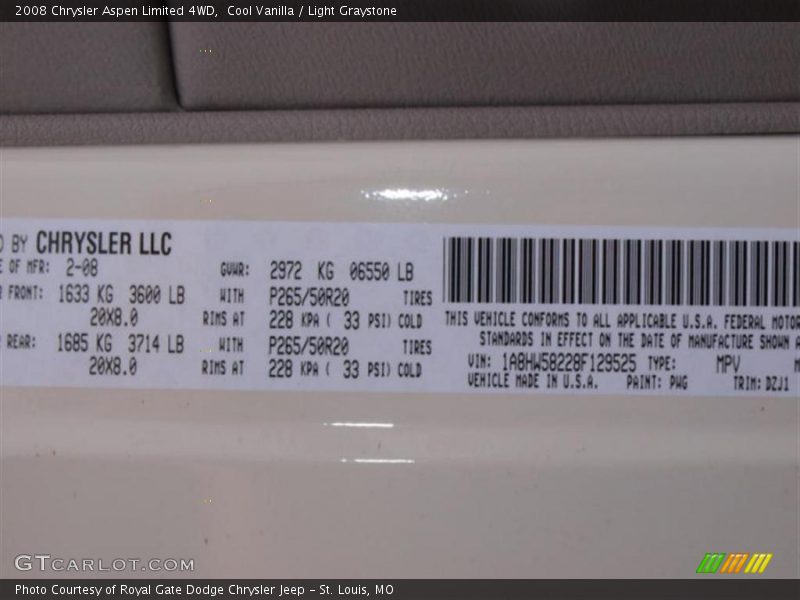 2008 Chrysler Aspen Limited 4WD,  Cool Vanilla / Light Graystone
D BY CHRYSLER LLC
E OF MFR: 2-08 GVWR: 2972 KG 06550 LB
FRONT: 1633 KG 3600 LB WITH P265/50R20 TIRES
20X8.0 RIMS AT 228 KPA ( 33 PSI) COLD
REAR: 1685 KG 3714 LB WITH P265/50R20 TIRES
20X8.0 RIMS AT 228 KPA ( 33 PSI) COLD
THIS VEHICLE CONFORMS TO ALL APPLICABLE U.S.A. FEDERAL MOTOR
STANDARDS IN EFFECT ON THE DATE OF MANUFACTURE SHOWN A
VIN: 1A8HW58228F129525 TYPE: MPV
VEHICLE MADE IN U.S.A. PAINT: PWG TRIM: DZJ1
GTCARLOT.COM
Photo Courtesy of Royal Gate Dodge Chrysler Jeep – St. Louis, MO